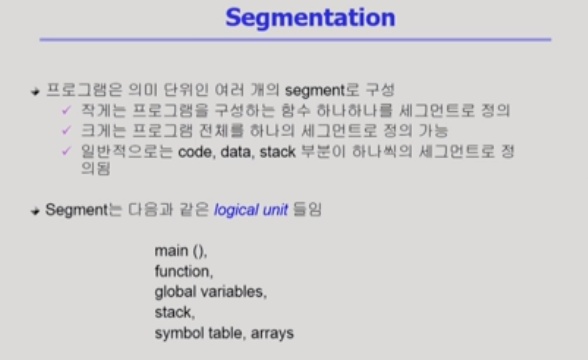 Segmentation
프로그램은 의미 단위인 여러 개의 segment로 구성
작게는 프로그램을 구성하는 함수 하나하나를 세그먼트로 정의
크게는 프로그램 전체를 하나의 세그먼트로 정의 가능
일반적으로는 code, data, stack 부분이 하나씩의 세그먼트로 정
의됨
Segment는 다음과 같은 logical unit 들임
main (),
function,
global variables,
stack,
symbol table, arrays